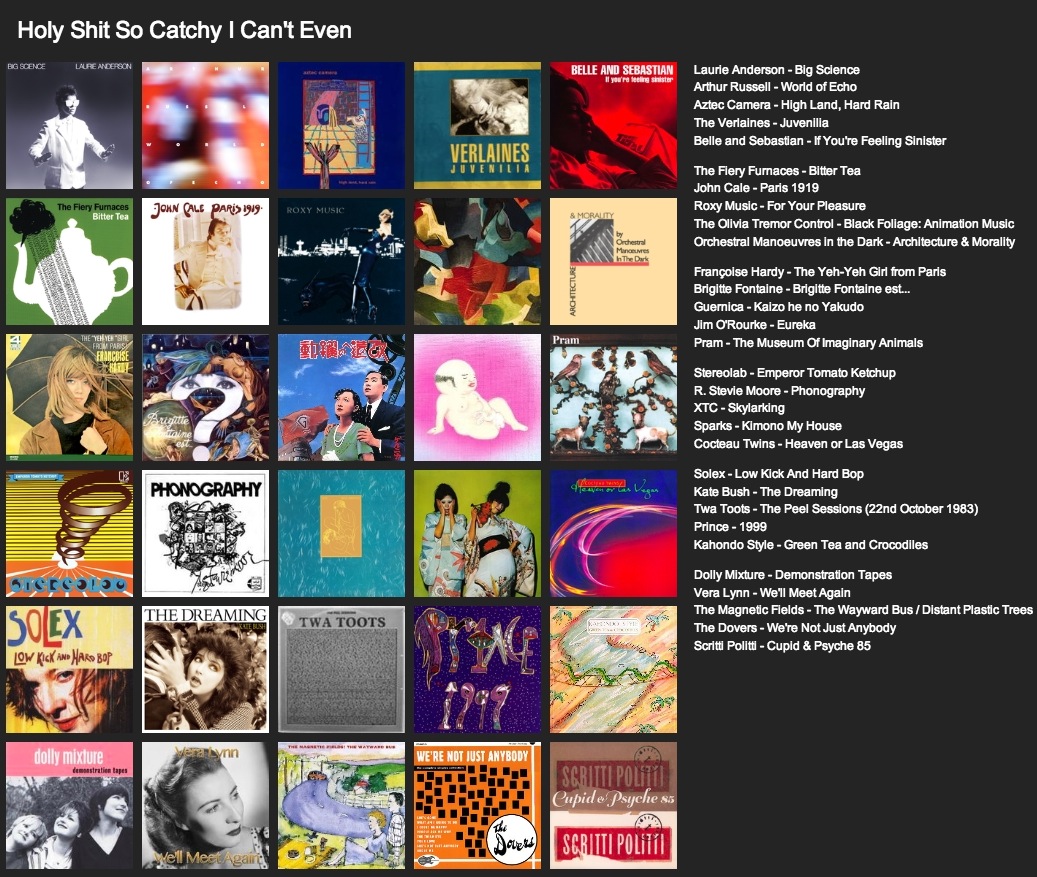 Holy Shit So Catchy I Can't Even
BIG SCIENCE LAURIE ANDERSON
aztec camera
high land, hard rain
VERLAINES
JUVENILIA
BELLE AND SEBASTIAN
If you're feeling sinister
Laurie Anderson - Big Science
Arthur Russell - World of Echo
Aztec Camera - High Land, Hard Rain
The Verlaines - Juvenilia
Belle and Sebastian - If You're Feeling Sinister
The Fiery Furnaces
Bitter Tea
JOHN CALE PARIS 1919
ROXY MUSIC
& MORALITY
by
Orchestral
Manœuvres
In The Dark
ARCHITECTURE
The Fiery Furnaces - Bitter Tea
John Cale - Paris 1919
Roxy Music - For Your Pleasure
The Olivia Tremor Control - Black Foliage: Animation Music
Orchestral Manoeuvres in the Dark - Architecture & Morality
THE "YEH-YEH" GIRL
FROM PARIS!
FRANÇOISE
HARDY
Brigitte
Fontaine
est...
?
G
Pram
Françoise Hardy - The Yeh-Yeh Girl from Paris
Brigitte Fontaine - Brigitte Fontaine est...
Guernica - Kaizo he no Yakudo
Jim O'Rourke - Eureka
Pram - The Museum Of Imaginary Animals
stereolab
PHONOGRAPHY
COCTEAU TWINS
Heaven or Las Vegas
Stereolab - Emperor Tomato Ketchup
R. Stevie Moore - Phonography
XTC - Skylarking
Sparks - Kimono My House
Cocteau Twins - Heaven or Las Vegas
SOLEX
LOW KICK AND HARD BOP
THE DREAMING
KATE BUSH
TWA TOOTS
PRINCE
1999
KAHONDO STYLE
Solex - Low Kick And Hard Bop
Kate Bush - The Dreaming
Twa Toots - The Peel Sessions (22nd October 1983)
Prince - 1999
Kahondo Style - Green Tea and Crocodiles
dolly mixture
demonstration tapes
Vera Lynn
We'll Meet Again
THE MAGNETIC FIELDS: THE WAYWARD BUS
WE'RE NOT JUST ANYBODY
the Dovers
SCRITTI POLITTI
Cupid & Psyche 85
SCRITTI POLITTI
Dolly Mixture - Demonstration Tapes
Vera Lynn - We'll Meet Again
The Magnetic Fields - The Wayward Bus / Distant Plastic Trees
The Dovers - We're Not Just Anybody
Scritti Politti - Cupid & Psyche 85